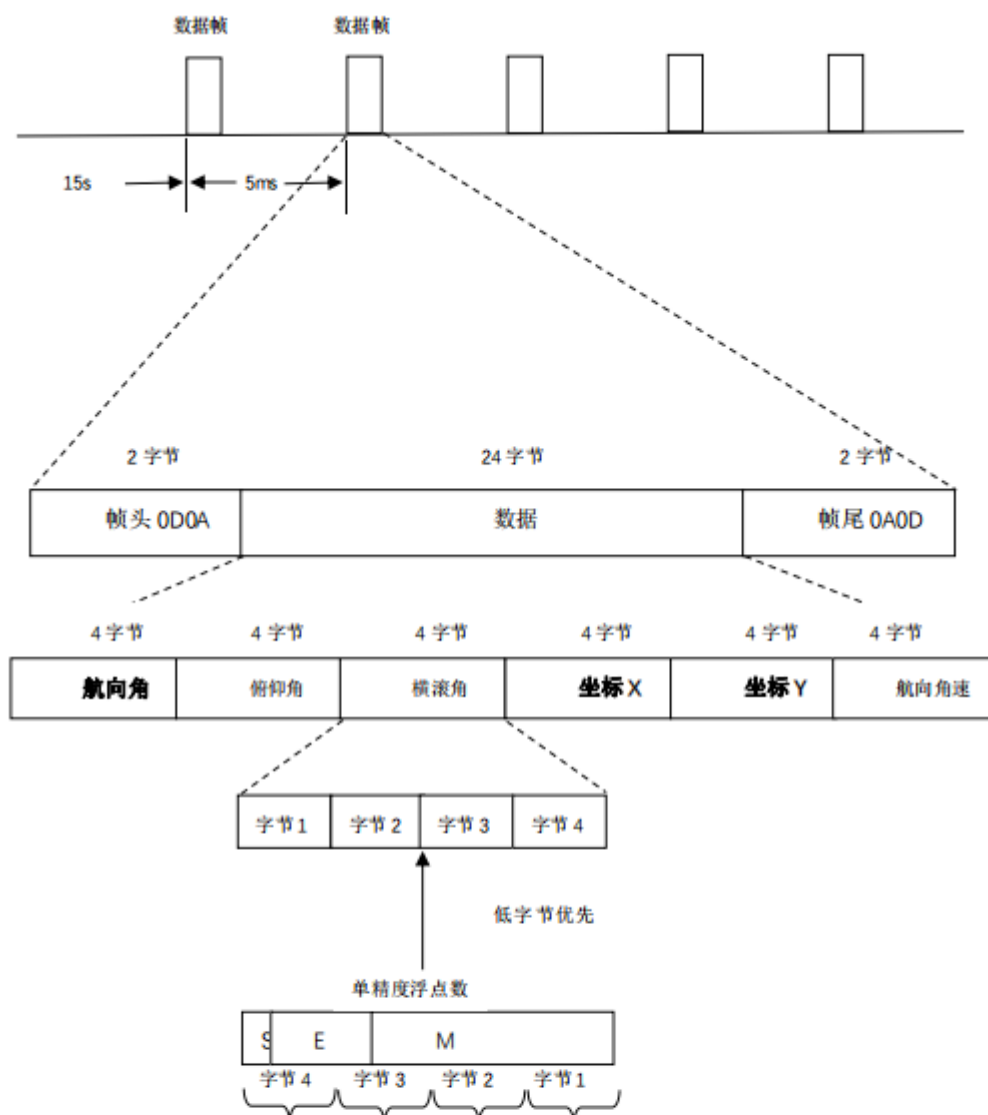 数据帧 数据帧
15s 5ms
2 字节 24 字节 2 字节
帧头 0D0A 数据 帧尾 0A0D
4 字节 4 字节 4 字节 4 字节 4 字节 4 字节
航向角 俯仰角 横滚角 坐标 X 坐标 Y 航向角速
字节 1 字节 2 字节 3 字节 4
低字节优先
单精度浮点数
S E M
字节 4 字节 3 字节 2 字节 1